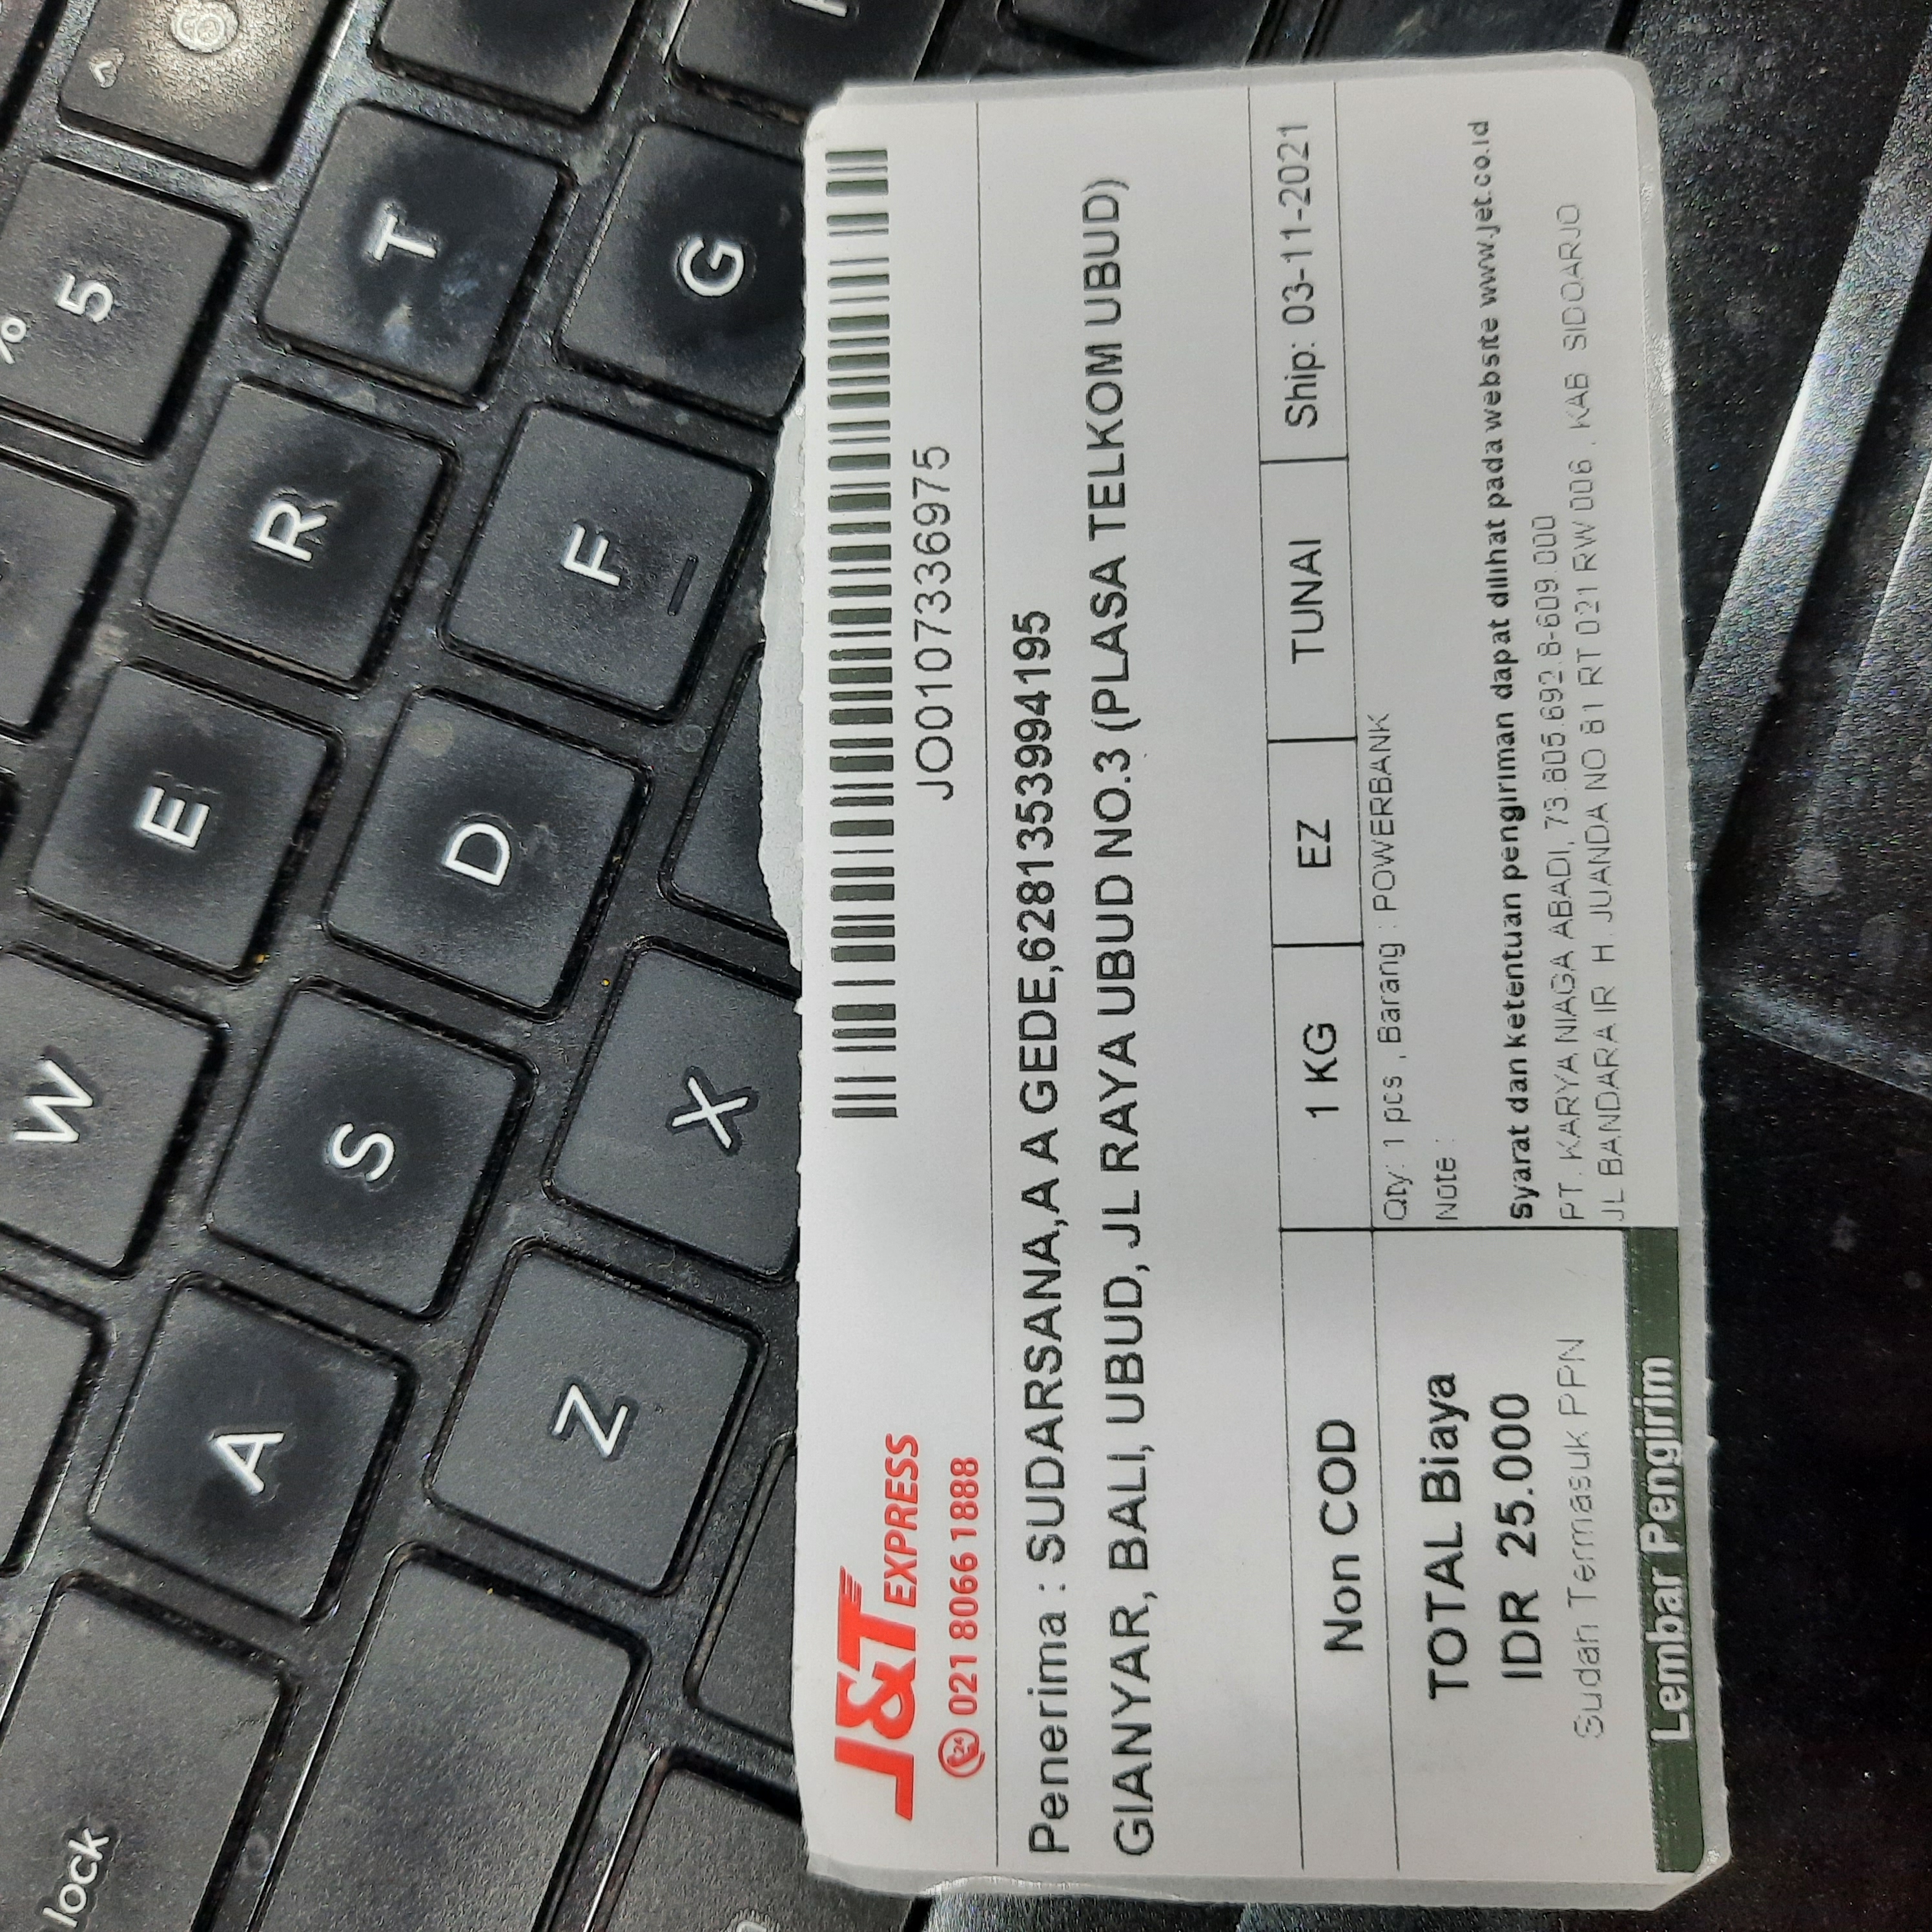 lock
W
E
R
T
%
5
^
6
A
S
D
F
G
Z
X
J&T EXPRESS
24 021 8066 1888
JO0107336975
Penerima : SUDARSANA,A A GEDE,6281353994195
GIANYAR, BALI, UBUD, JL RAYA UBUD NO.3 (PLASA TELKOM UBUD)
Non COD
1 KG
EZ
TUNAI
Ship: 03-11-2021
TOTAL Biaya
IDR 25.000
Sudah Termasuk PPN
Lembar Pengirim
Qty: 1 pcs , Barang : POWERBANK
Note :
Syarat dan ketentuan pengiriman dapat dilihat pada website www.jet.co.id
PT. KARYA NIAGA ABADI, 73.805.692.8-609.000
JL BANDARA IR H. JUANDA NO 81 RT 021 RW 006 , KAB SIDOARJO